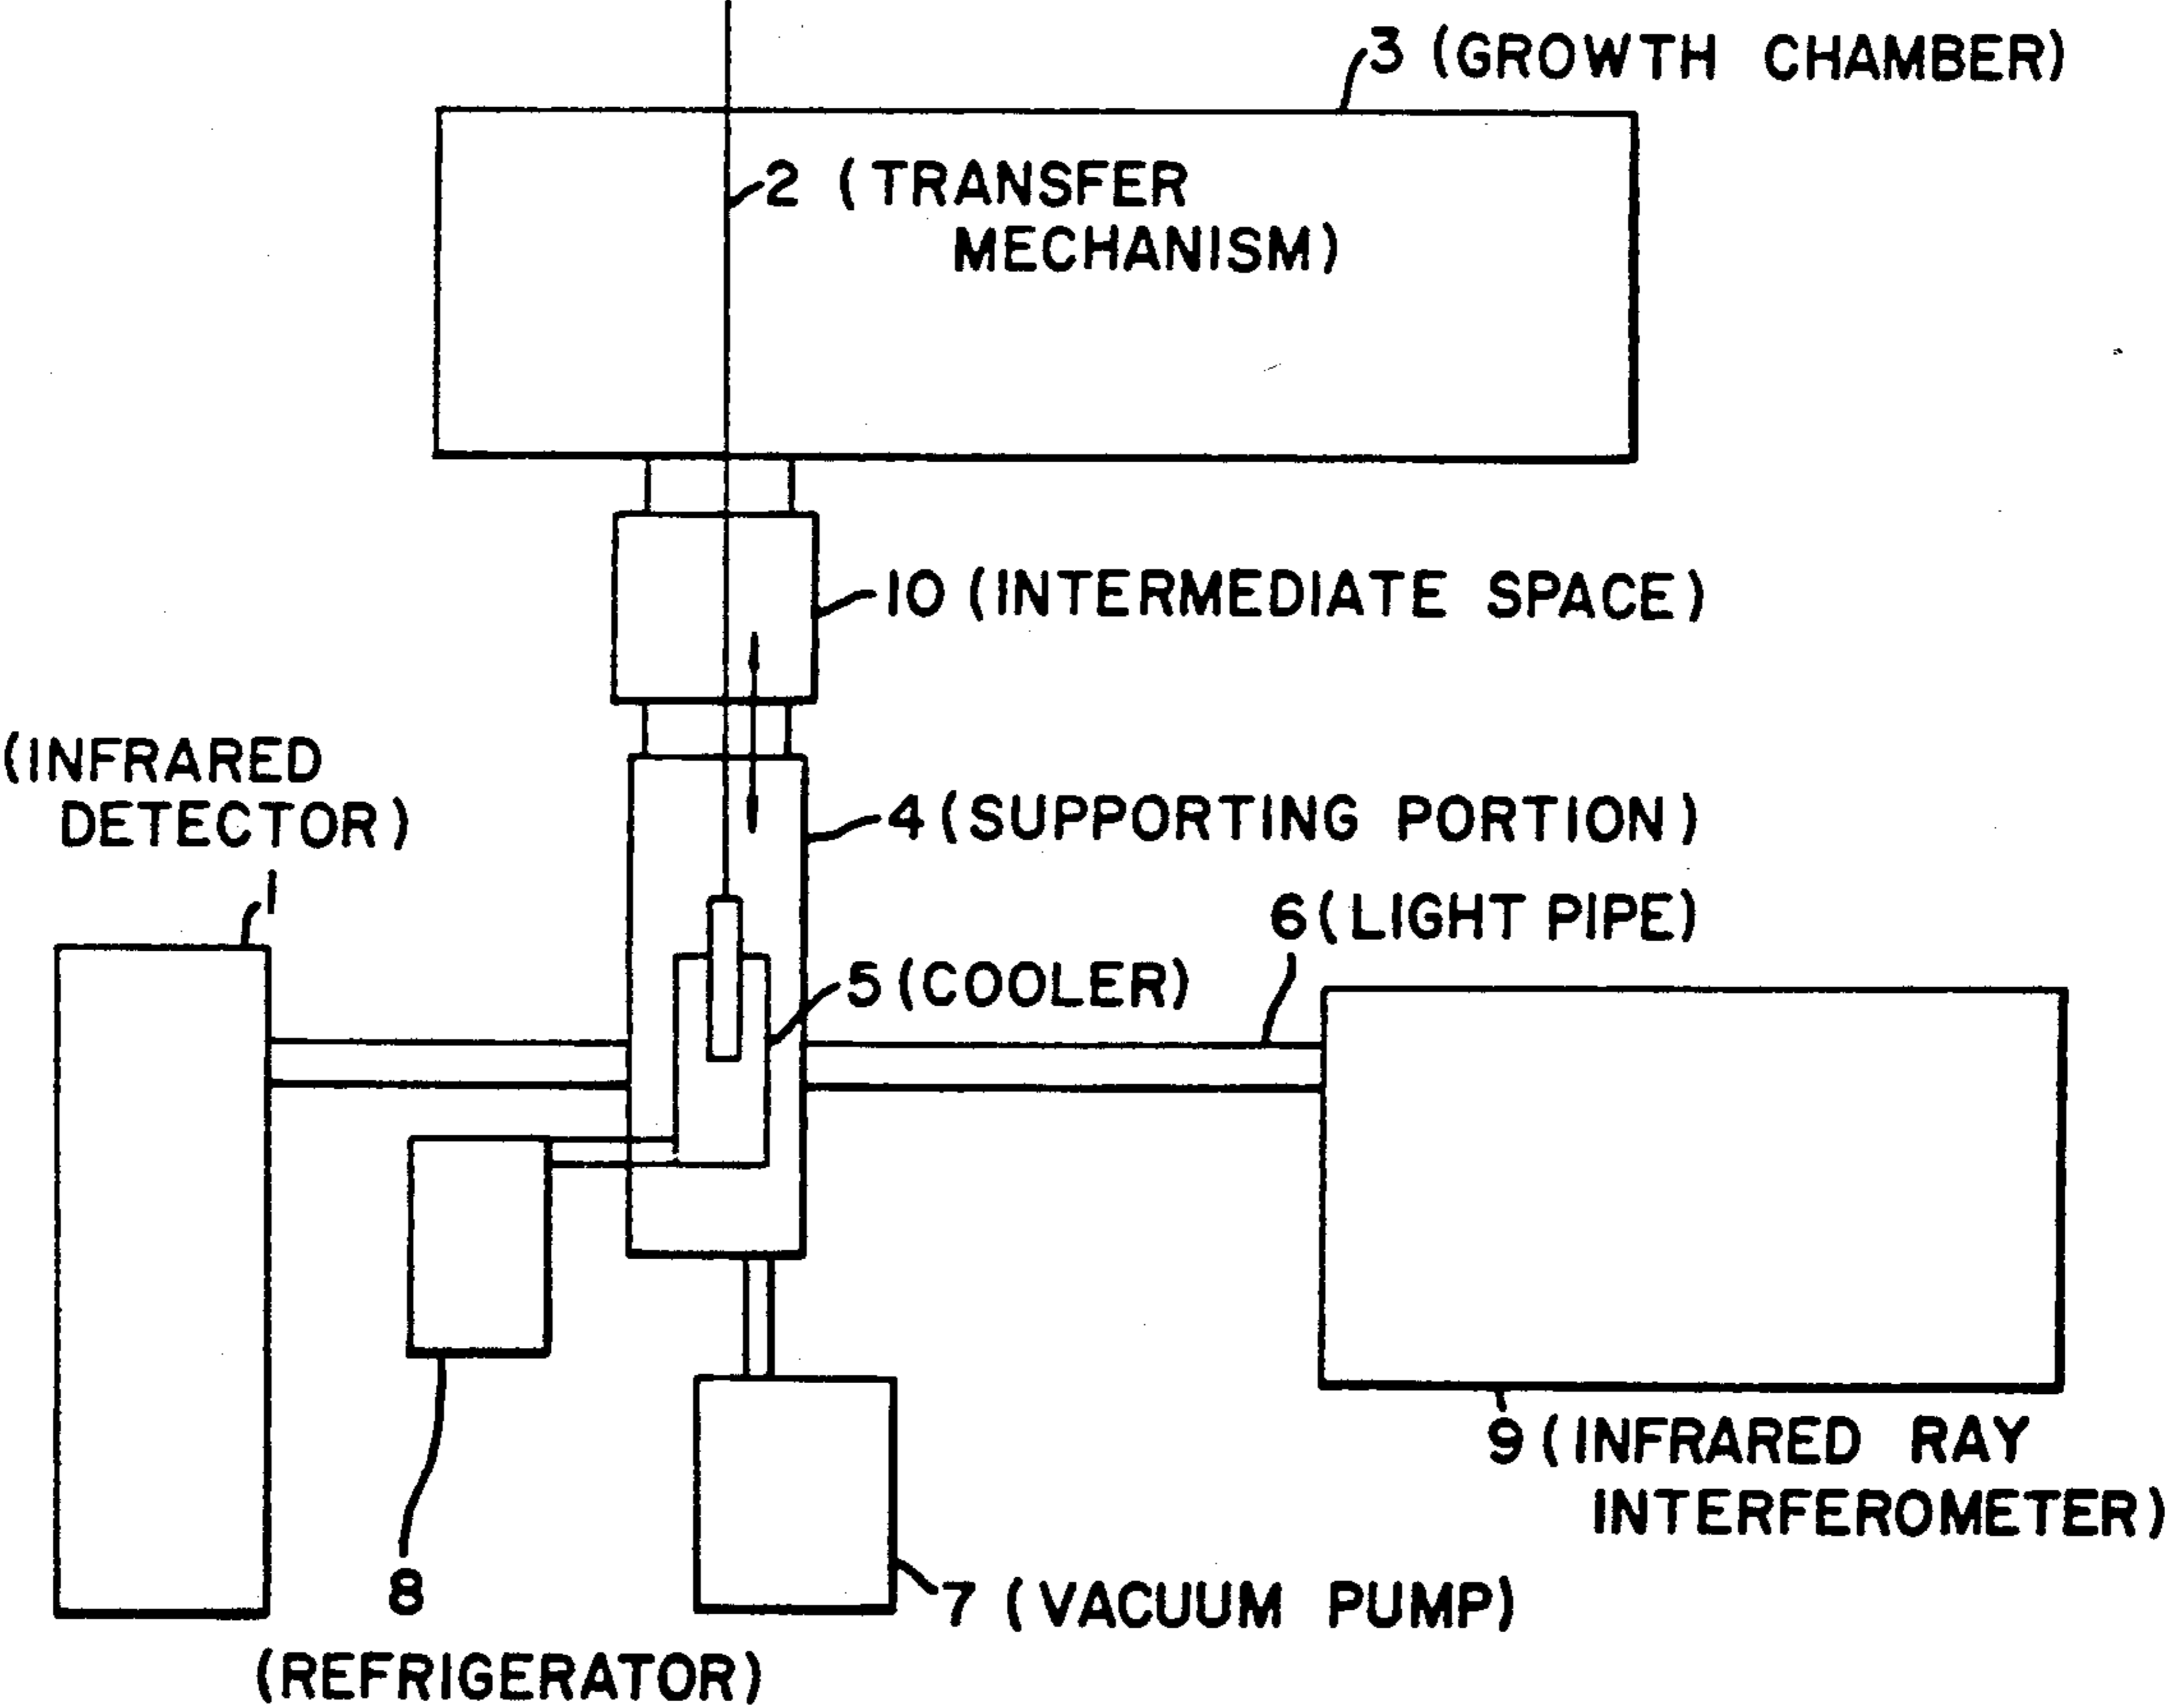 3 (GROWTH CHAMBER)
2 (TRANSFER
MECHANISM)
10 (INTERMEDIATE SPACE)
(INFRARED
DETECTOR)
1
4 (SUPPORTING PORTION)
6 (LIGHT PIPE)
5 (COOLER)
9 (INFRARED RAY
INTERFEROMETER)
8
(REFRIGERATOR)
7 (VACUUM PUMP)